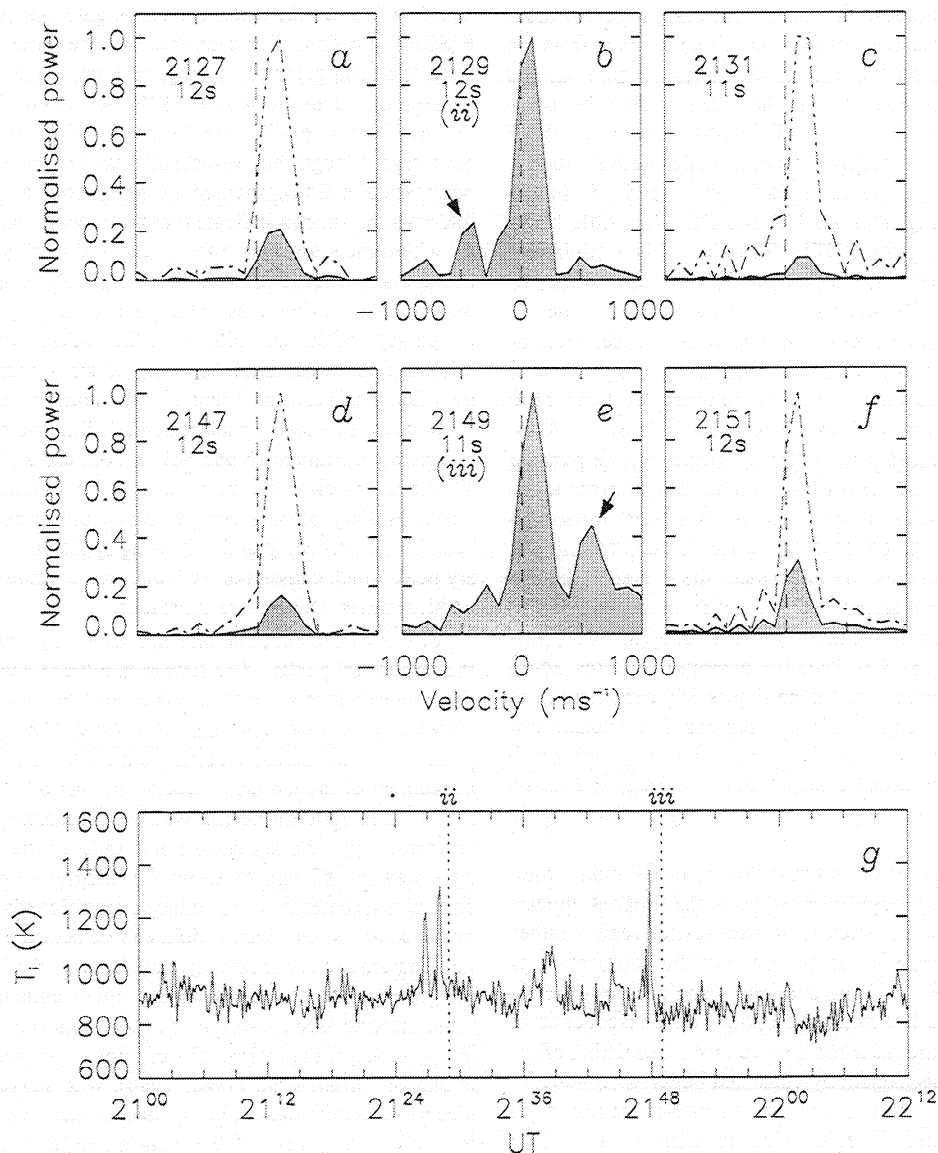 Normalised power
1.0
0.8
0.6
0.4
0.2
0.0
2127
12s
a
2129
12s
(ii)
b
2131
11s
c
-1000 0 1000
Normalised power
1.0
0.8
0.6
0.4
0.2
0.0
2147
12s
d
2149
11s
(iii)
e
2151
12s
f
-1000 0 1000
Velocity (ms⁻¹)
ii iii
Tᵢ (K)
1600
1400
1200
1000
800
600
g
21⁰⁰ 21¹² 21²⁴ 21³⁶ 21⁴⁸ 22⁰⁰ 22¹²
UT